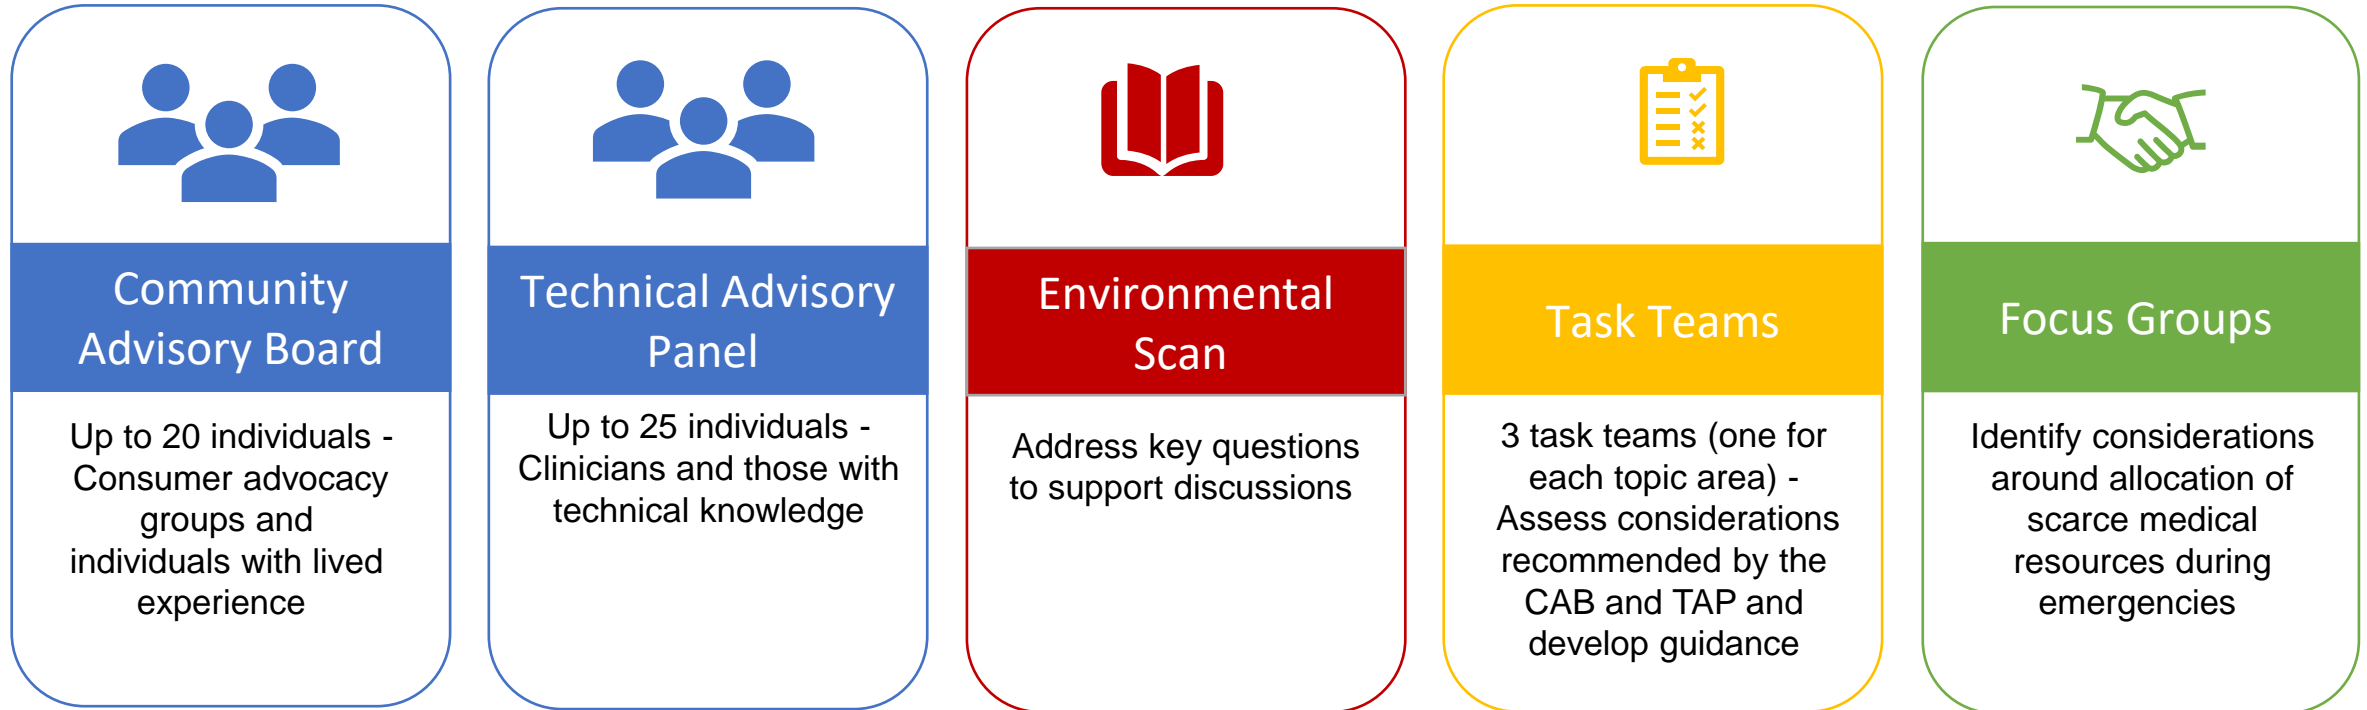 Community
Advisory Board
Up to 20 individuals -
Consumer advocacy
groups and
individuals with lived
experience
Technical Advisory
Panel
Up to 25 individuals -
Clinicians and those with
technical knowledge
Environmental
Scan
Address key questions
to support discussions
Task Teams
3 task teams (one for
each topic area) -
Assess considerations
recommended by the
CAB and TAP and
develop guidance
Focus Groups
Identify considerations
around allocation of
scarce medical
resources during
emergencies